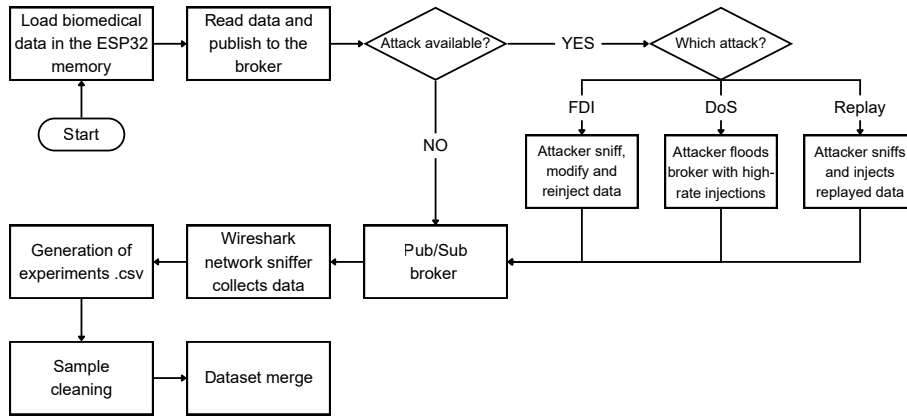 Load biomedical
data in the ESP32
memory
Read data and
publish to the
broker
Attack available?
YES
Which attack?
Start
NO
FDI
DoS
Replay
Attacker sniff,
modify and
reinject data
Attacker floods
broker with high-
rate injections
Attacker sniffs
and injects
replayed data
Generation of
experiments .csv
Wireshark
network sniffer
collects data
Pub/Sub
broker
Sample
cleaning
Dataset merge